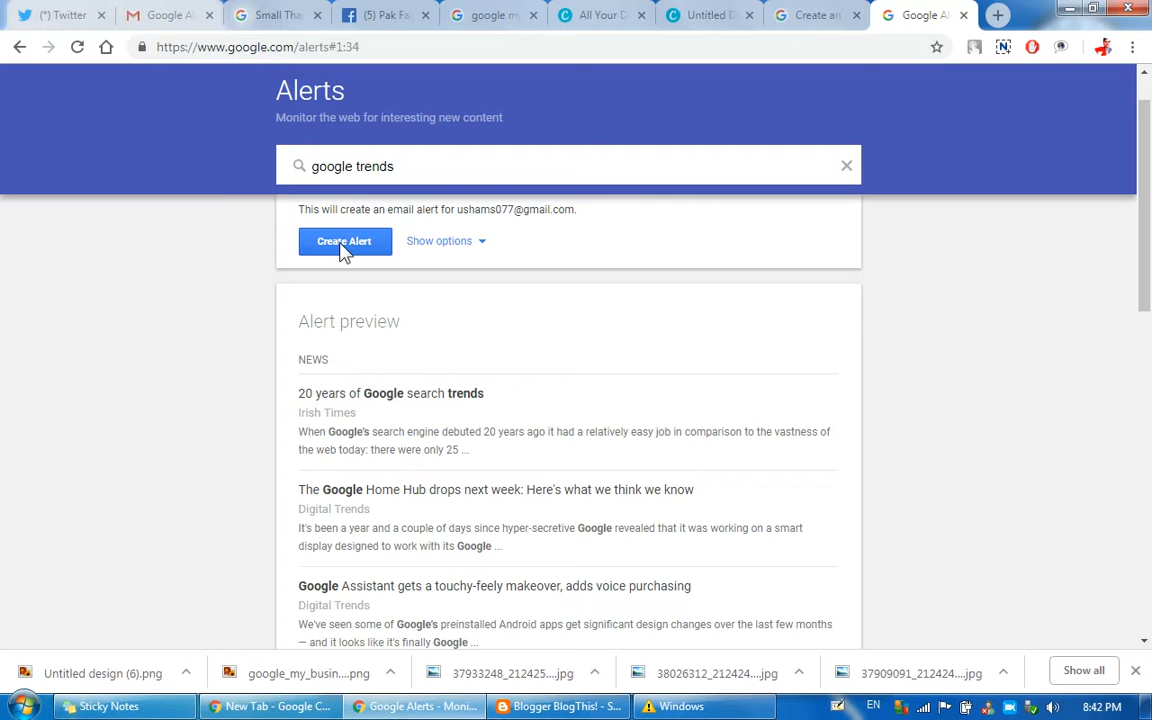 (*) Twitter
Google Al
Small Tha
(5) Pak Fa
google m
All Your D
Untitled D
Create an
Google Al
https://www.google.com/alerts#1:34
Alerts
Monitor the web for interesting new content
google trends
This will create an email alert for ushams077@gmail.com.
Create Alert
Show options
Alert preview
NEWS
20 years of Google search trends
Irish Times
When Google's search engine debuted 20 years ago it had a relatively easy job in comparison to the vastness of
the web today: there were only 25 ...
The Google Home Hub drops next week: Here's what we think we know
Digital Trends
It's been a year and a couple of days since hyper-secretive Google revealed that it was working on a smart
display designed to work with its Google ...
Google Assistant gets a touchy-feely makeover, adds voice purchasing
Digital Trends
We've seen some of Google's preinstalled Android apps get significant design changes over the last few months
— and it looks like it's finally Google ...
Untitled design (6).png
google_my_busin....png
37933248_212425....jpg
38026312_212424....jpg
37909091_212424....jpg
Show all
Sticky Notes
New Tab - Google C...
Google Alerts - Moni...
Blogger BlogThis! - S...
Windows
EN
8:42 PM